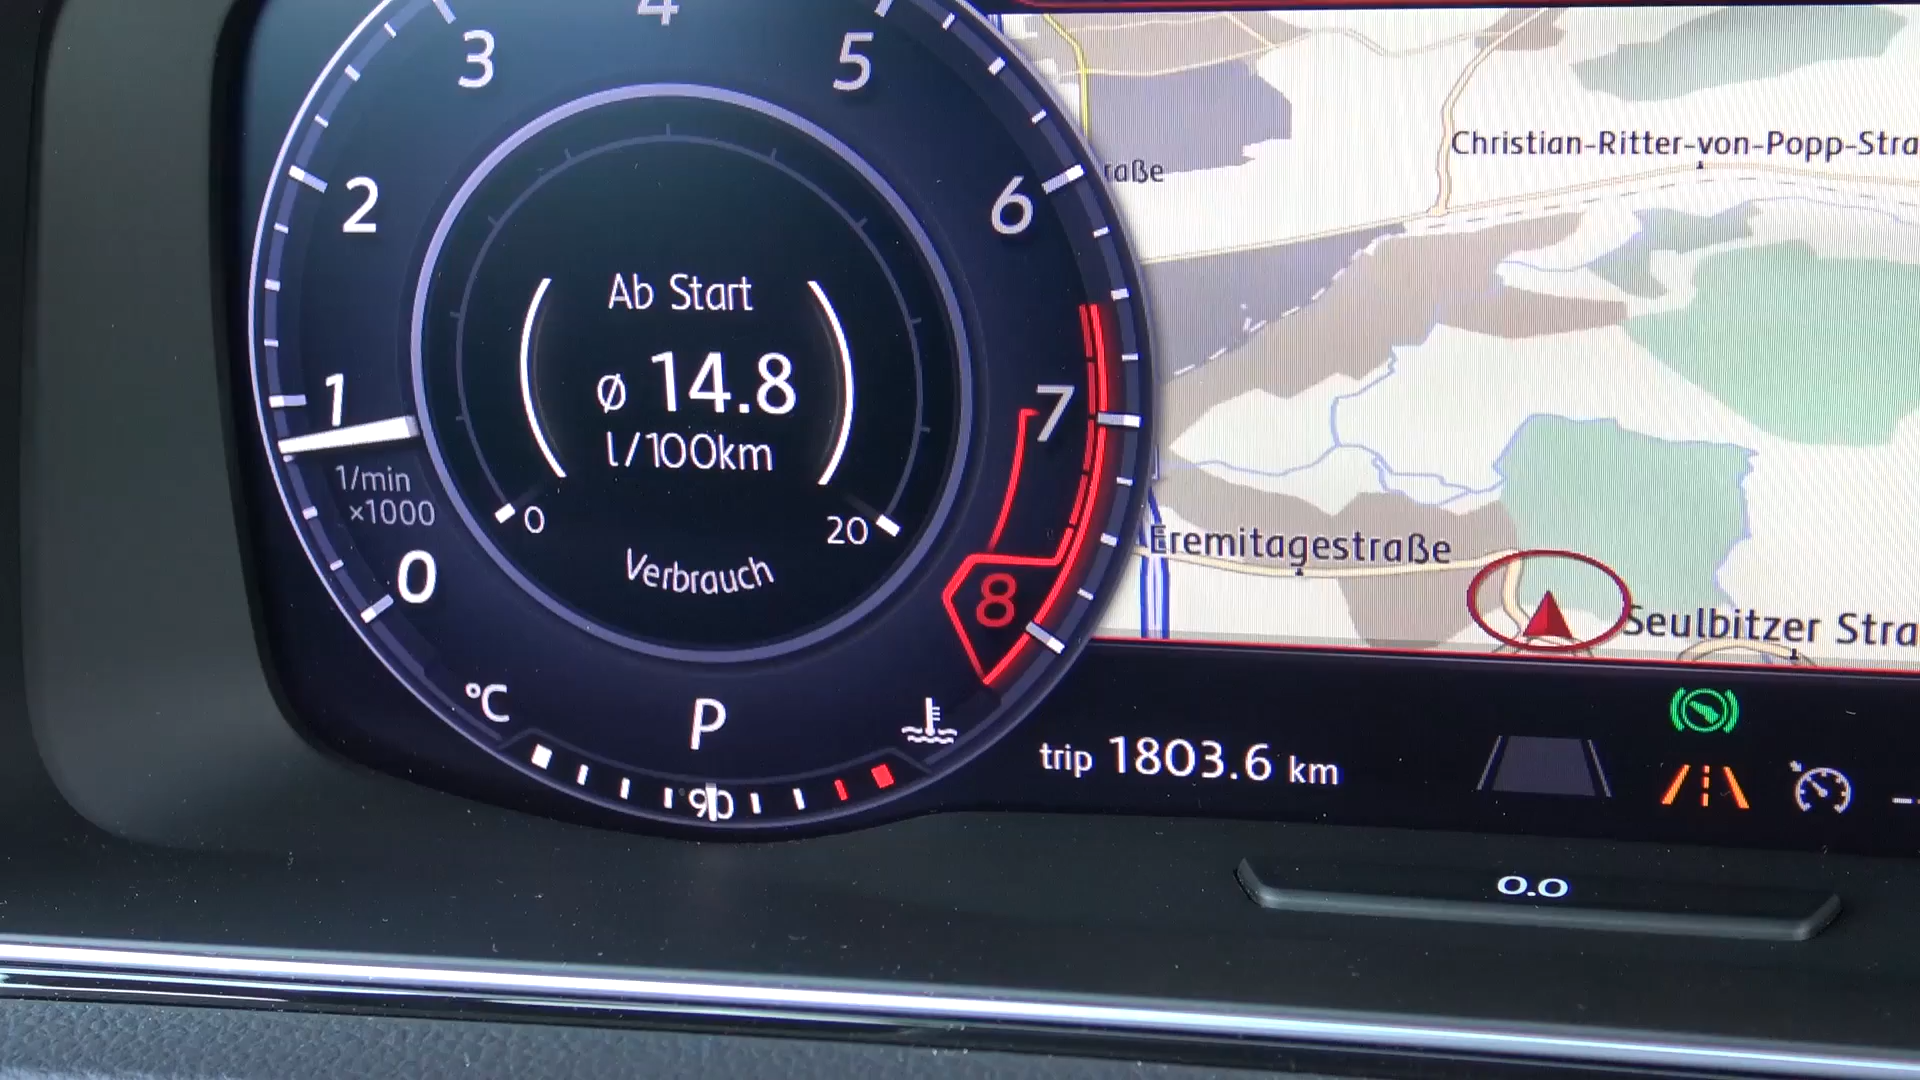 4
3
5
2
6
1
7
1/min
×1000
0
8
Ab Start
ø 14.8
l/100km
0
20
Verbrauch
°C
P
90
Christian-Ritter-von-Popp-Stra
raße
Eremitagestraße
Seulbitzer Stra
trip 1803.6 km
0.0